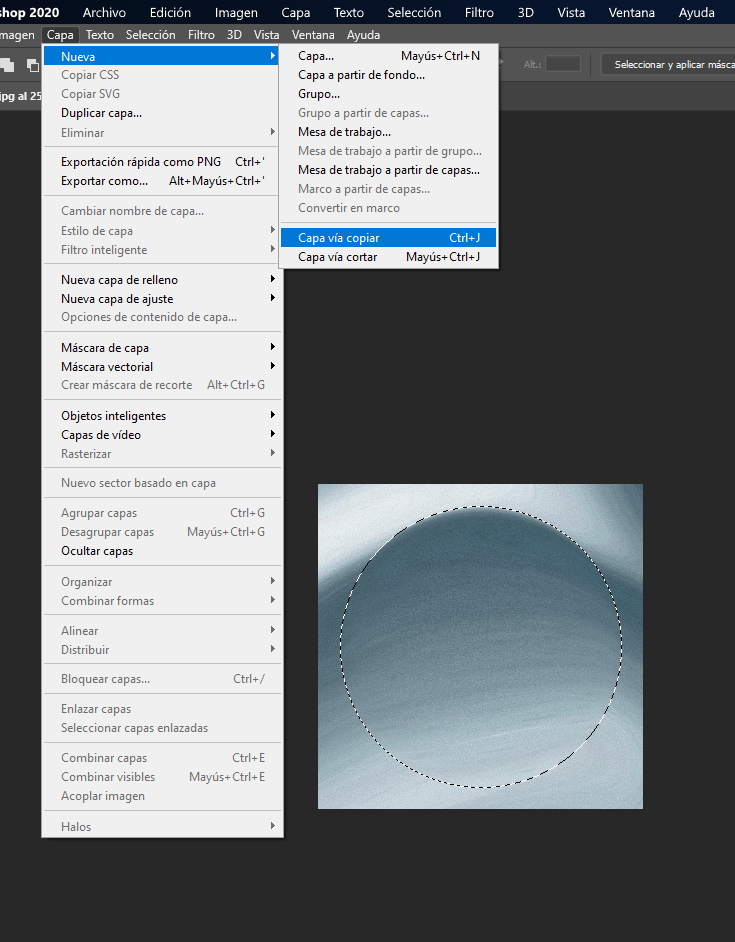 shop 2020 Archivo Edición Imagen Capa Texto Selección Filtro 3D Vista Ventana Ayuda
magen Capa Texto Selección Filtro 3D Vista Ventana Ayuda
Alt.: Seleccionar y aplicar másca
jpg al 25
Nueva
Copiar CSS
Copiar SVG
Duplicar capa...
Eliminar
Exportación rápida como PNG Ctrl+'
Exportar como... Alt+Mayús+Ctrl+'
Cambiar nombre de capa...
Estilo de capa
Filtro inteligente
Nueva capa de relleno
Nueva capa de ajuste
Opciones de contenido de capa...
Máscara de capa
Máscara vectorial
Crear máscara de recorte Alt+Ctrl+G
Objetos inteligentes
Capas de vídeo
Rasterizar
Nuevo sector basado en capa
Agrupar capas Ctrl+G
Desagrupar capas Mayús+Ctrl+G
Ocultar capas
Organizar
Combinar formas
Alinear
Distribuir
Bloquear capas... Ctrl+/
Enlazar capas
Seleccionar capas enlazadas
Combinar capas Ctrl+E
Combinar visibles Mayús+Ctrl+E
Acoplar imagen
Halos
Capa... Mayús+Ctrl+N
Capa a partir de fondo...
Grupo...
Grupo a partir de capas...
Mesa de trabajo...
Mesa de trabajo a partir de grupo...
Mesa de trabajo a partir de capas...
Marco a partir de capas...
Convertir en marco
Capa vía copiar Ctrl+J
Capa vía cortar Mayús+Ctrl+J